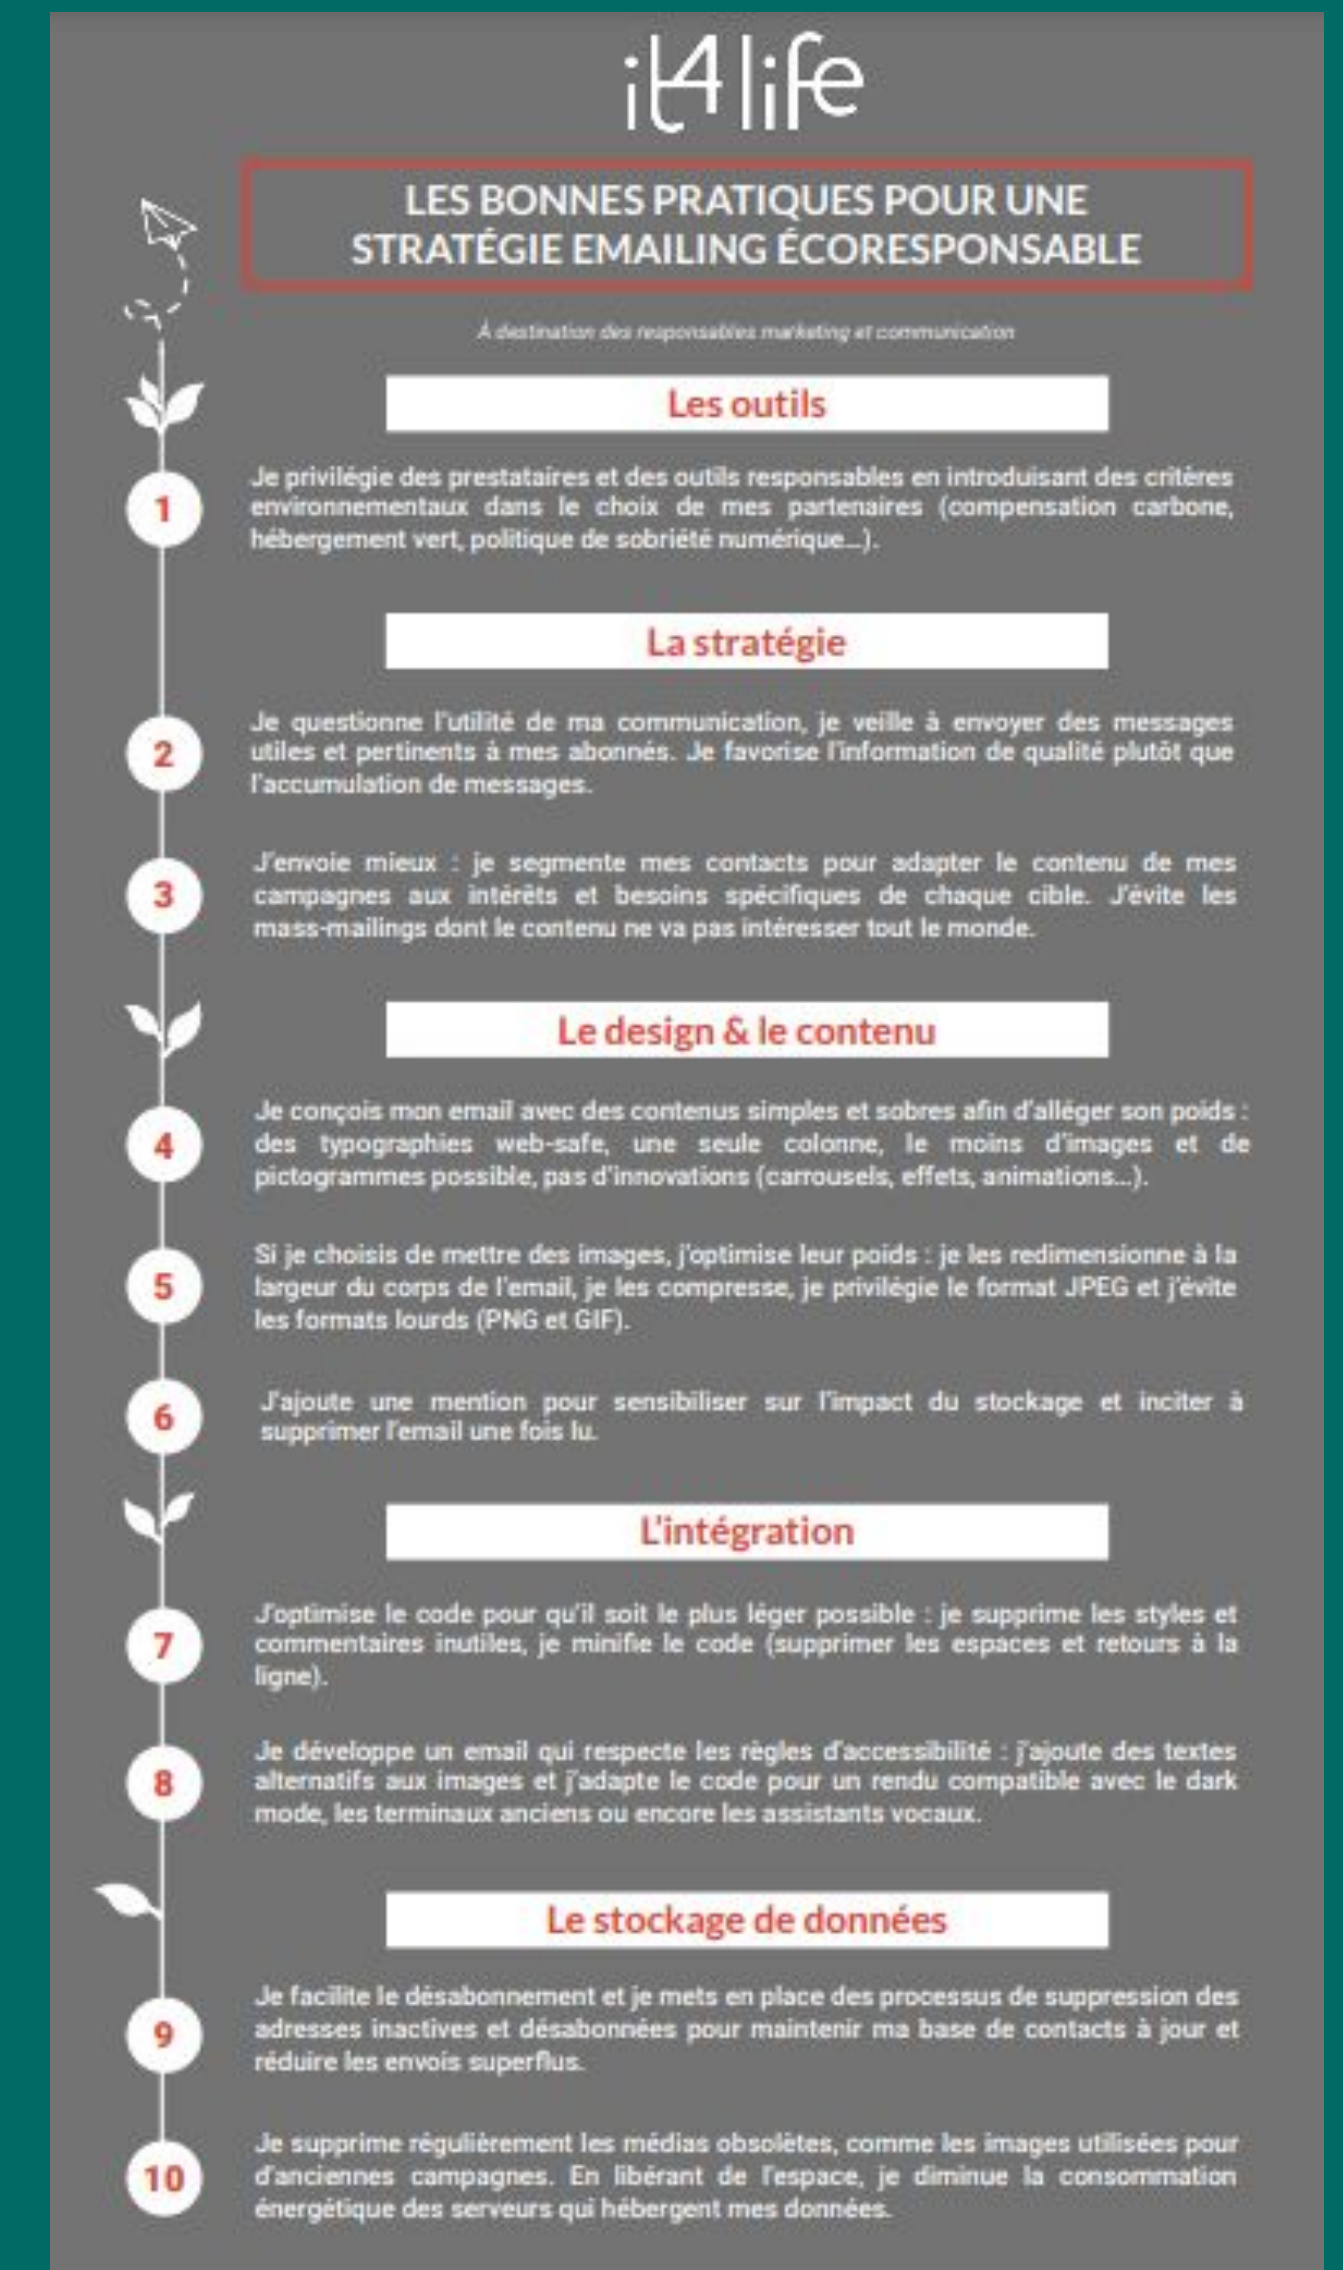 it4life
LES BONNES PRATIQUES POUR UNE
STRATÉGIE EMAILING ÉCORESPONSABLE
À destination des responsables marketing et communication
Les outils
1
Je privilégie des prestataires et des outils responsables en introduisant des critères
environnementaux dans le choix de mes partenaires (compensation carbone,
hébergement vert, politique de sobriété numérique...).
La stratégie
2
Je questionne l'utilité de ma communication, je veille à envoyer des messages
utiles et pertinents à mes abonnés. Je favorise l'information de qualité plutôt que
l'accumulation de messages.
3
J'envoie mieux : je segmente mes contacts pour adapter le contenu de mes
campagnes aux intérêts et besoins spécifiques de chaque cible. J'évite les
mass-mailings dont le contenu ne va pas intéresser tout le monde.
Le design & le contenu
4
Je conçois mon email avec des contenus simples et sobres afin d'alléger son poids :
des typographies web-safe, une seule colonne, le moins d'images et de
pictogrammes possible, pas d'innovations (carrousels, effets, animations...).
5
Si je choisis de mettre des images, j'optimise leur poids : je les redimensionne à la
largeur du corps de l'email, je les compresse, je privilégie le format JPEG et j'évite
les formats lourds (PNG et GIF).
6
J'ajoute une mention pour sensibiliser sur l'impact du stockage et inciter à
supprimer l'email une fois lu.
L'intégration
7
J'optimise le code pour qu'il soit le plus léger possible : je supprime les styles et
commentaires inutiles, je minifie le code (supprimer les espaces et retours à la
ligne).
8
Je développe un email qui respecte les règles d'accessibilité : j'ajoute des textes
alternatifs aux images et j'adapte le code pour un rendu compatible avec le dark
mode, les terminaux anciens ou encore les assistants vocaux.
Le stockage de données
9
Je facilite le désabonnement et je mets en place des processus de suppression des
adresses inactives et désabonnées pour maintenir ma base de contacts à jour et
réduire les envois superflus.
10
Je supprime régulièrement les médias obsolètes, comme les images utilisées pour
d'anciennes campagnes. En libérant de l'espace, je diminue la consommation
énergétique des serveurs qui hébergent mes données.